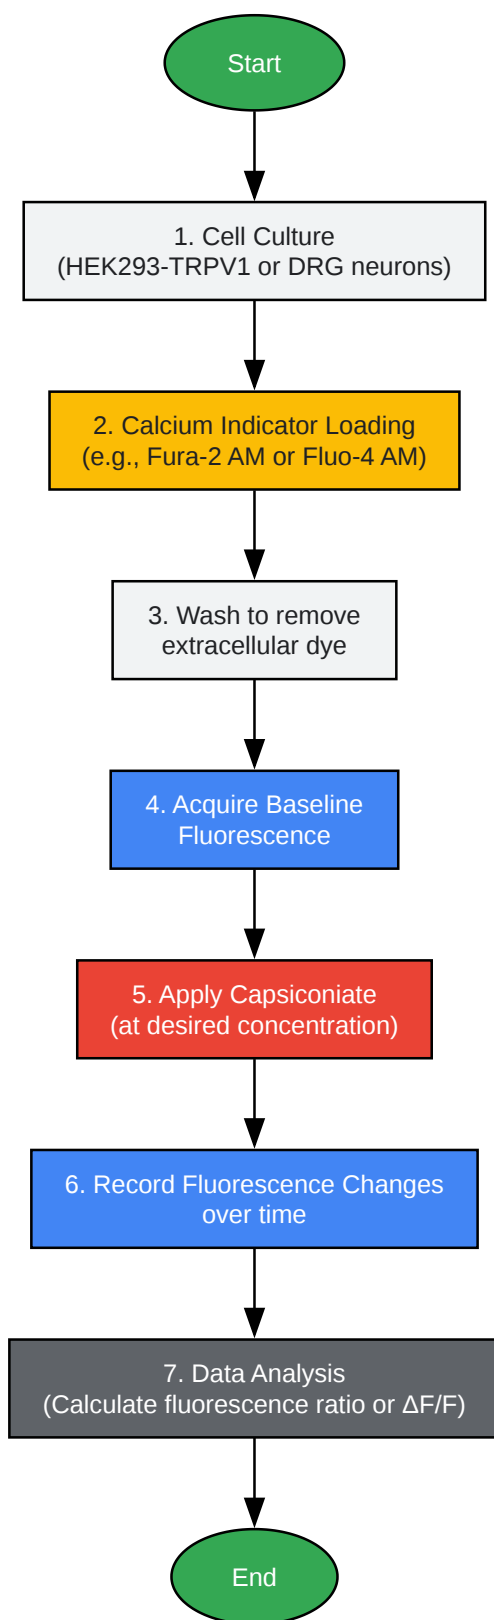 Start
1. Cell Culture
(HEK293-TRPV1 or DRG neurons)
2. Calcium Indicator Loading
(e.g., Fura-2 AM or Fluo-4 AM)
3. Wash to remove
extracellular dye
4. Acquire Baseline
Fluorescence
5. Apply Capsiconiate
(at desired concentration)
6. Record Fluorescence Changes
over time
7. Data Analysis
(Calculate fluorescence ratio or ΔF/F)
End